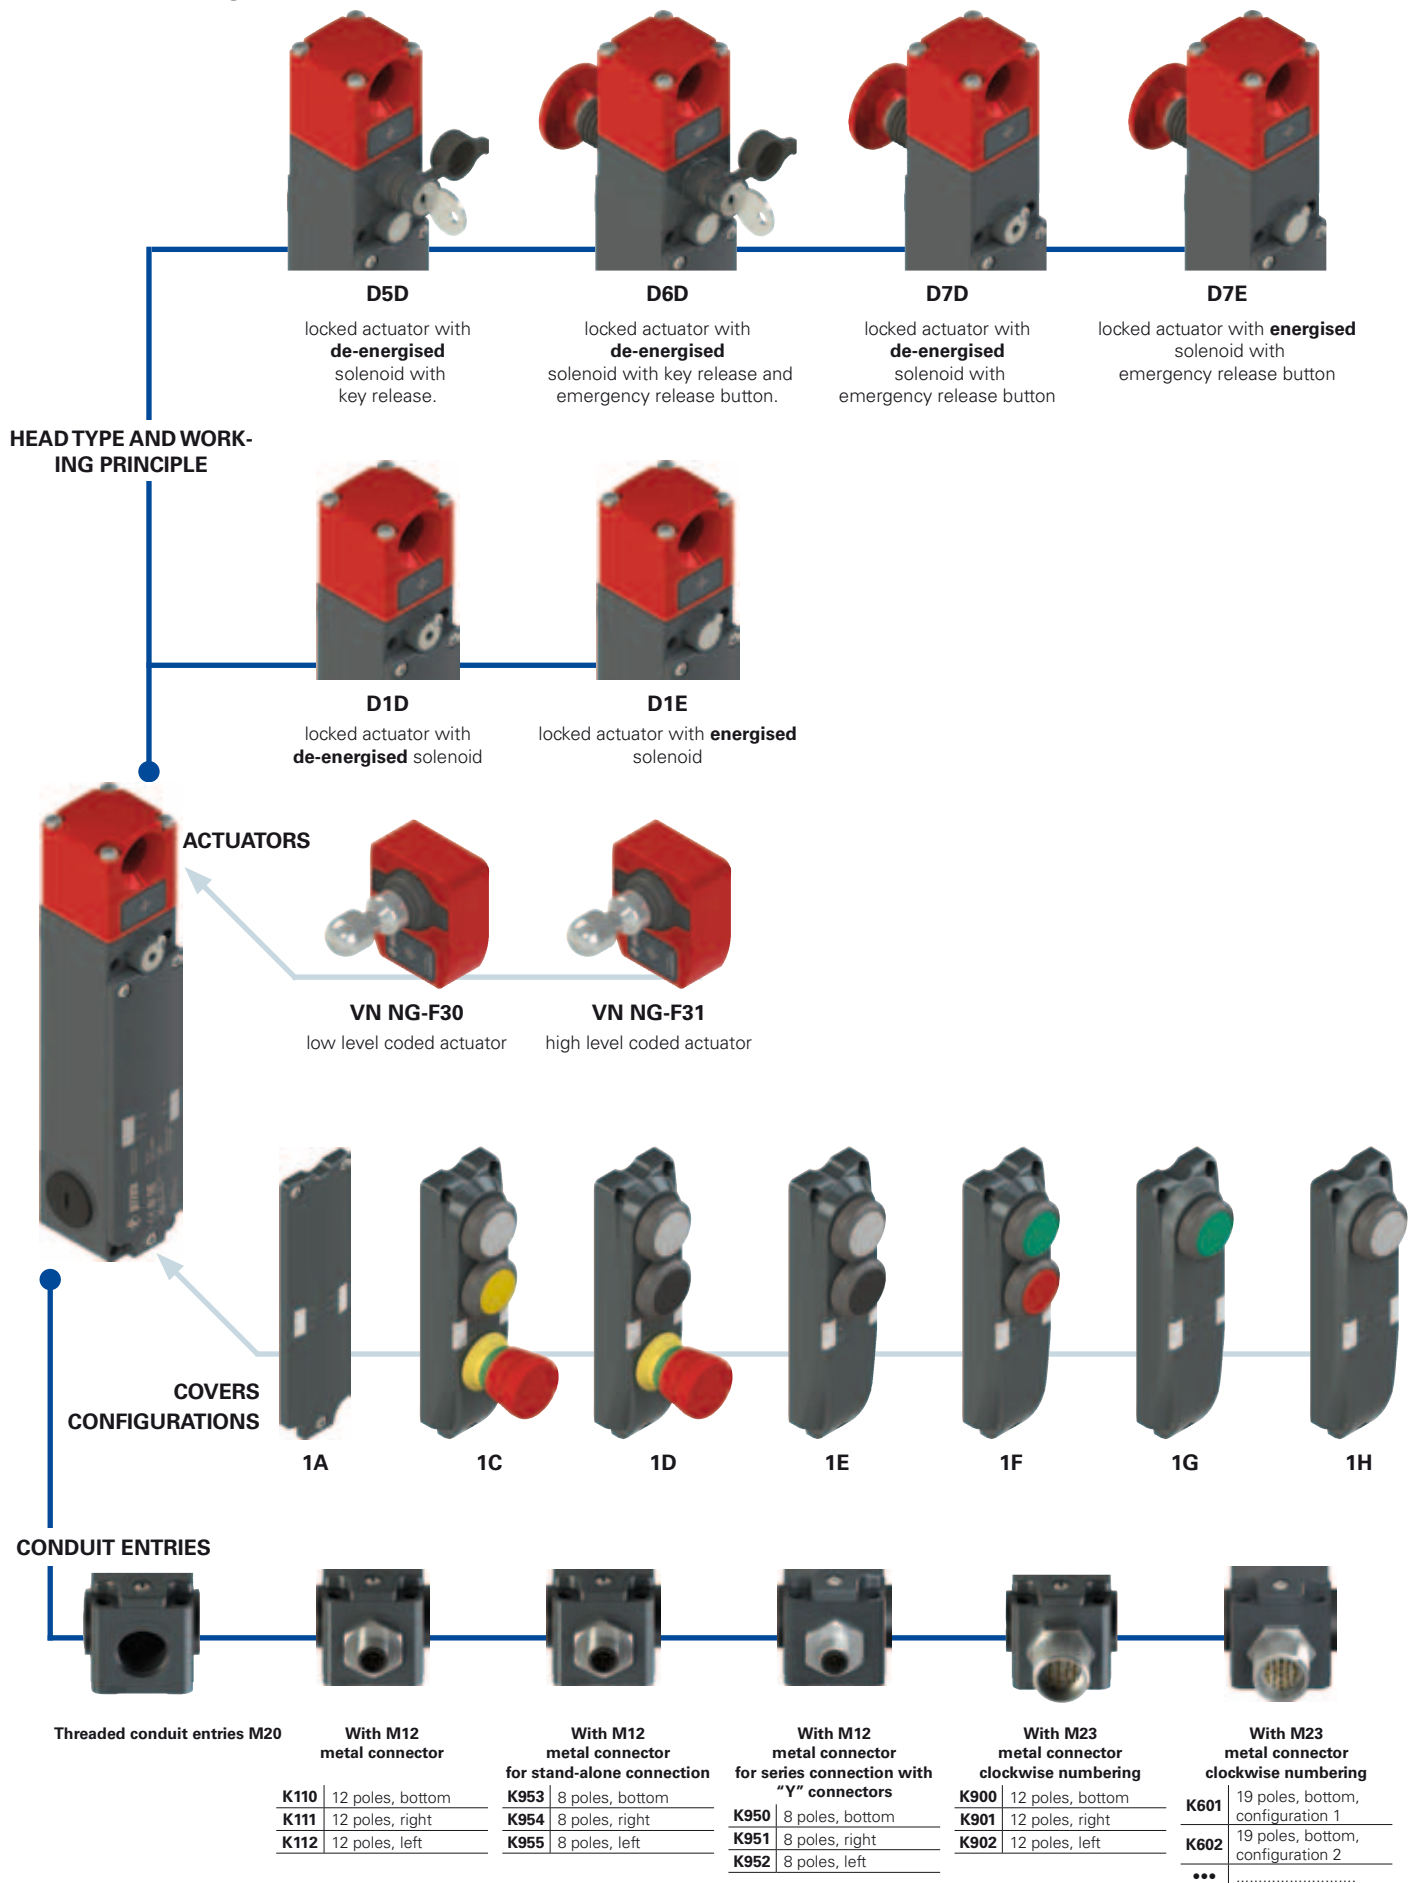 D5D
locked actuator with
de-energised
solenoid with
key release.
D6D
locked actuator with
de-energised
solenoid with key release and
emergency release button.
D7D
locked actuator with
de-energised
solenoid with
emergency release button
D7E
locked actuator with energised
solenoid with
emergency release button
HEAD TYPE AND WORK-
ING PRINCIPLE
D1D
locked actuator with
de-energised solenoid
D1E
locked actuator with energised
solenoid
ACTUATORS
VN NG-F30
low level coded actuator
VN NG-F31
high level coded actuator
COVERS
CONFIGURATIONS
1A
1C
1D
1E
1F
1G
1H
CONDUIT ENTRIES
Threaded conduit entries M20
With M12
metal connector
K110 12 poles, bottom
K111 12 poles, right
K112 12 poles, left
With M12
metal connector
for stand-alone connection
K953 8 poles, bottom
K954 8 poles, right
K955 8 poles, left
With M12
metal connector
for series connection with
“Y” connectors
K950 8 poles, bottom
K951 8 poles, right
K952 8 poles, left
With M23
metal connector
clockwise numbering
K900 12 poles, bottom
K901 12 poles, right
K902 12 poles, left
With M23
metal connector
clockwise numbering
K601 19 poles, bottom,
configuration 1
K602 19 poles, bottom,
configuration 2
••• ...........................